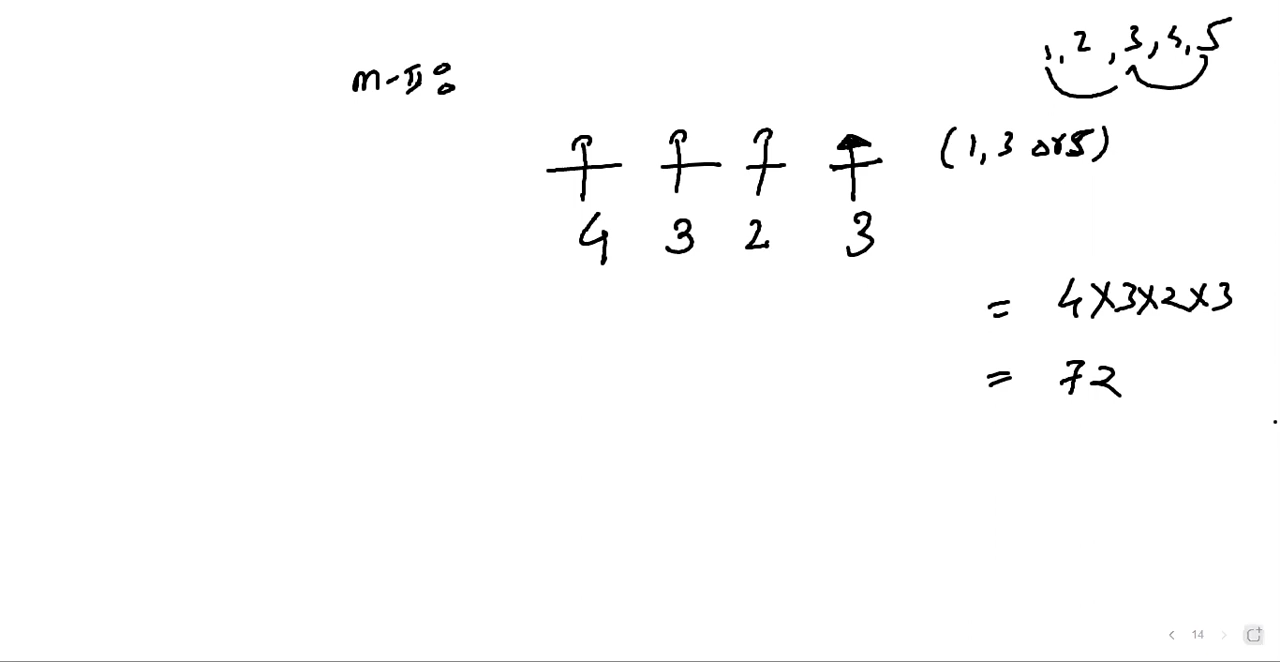 1, 2, 3, 4, 5
m-II:
(1, 3 or 5)
4 3 2 3
= 4×3×2×3
= 72
14